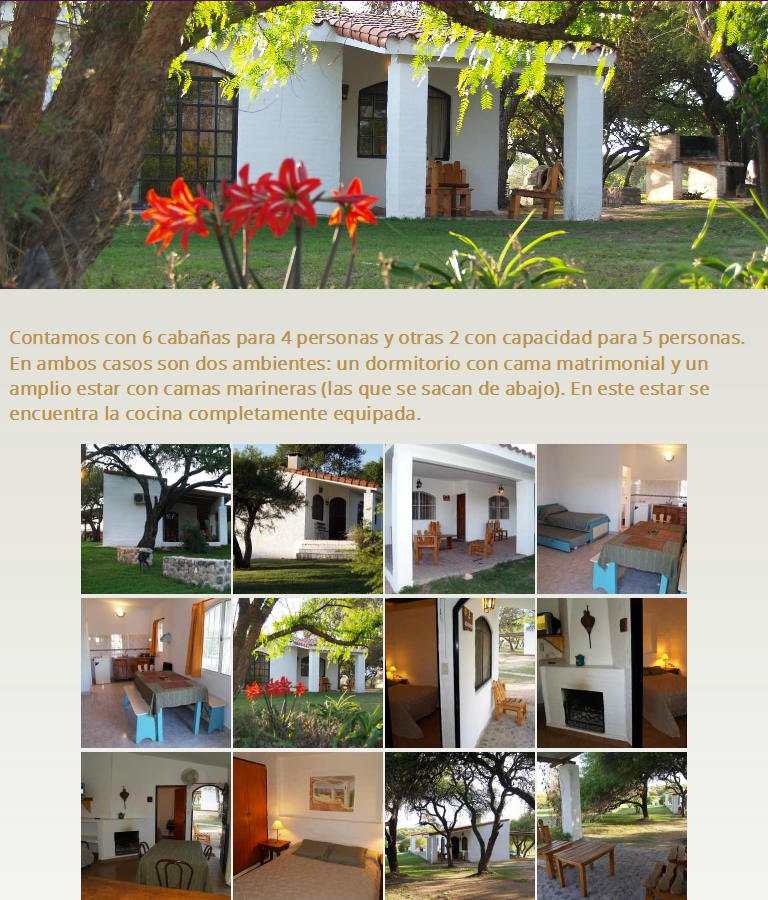 Contamos con 6 cabañas para 4 personas y otras 2 con capacidad para 5 personas.
En ambos casos son dos ambientes: un dormitorio con cama matrimonial y un
amplio estar con camas marineras (las que se sacan de abajo). En este estar se
encuentra la cocina completamente equipada.